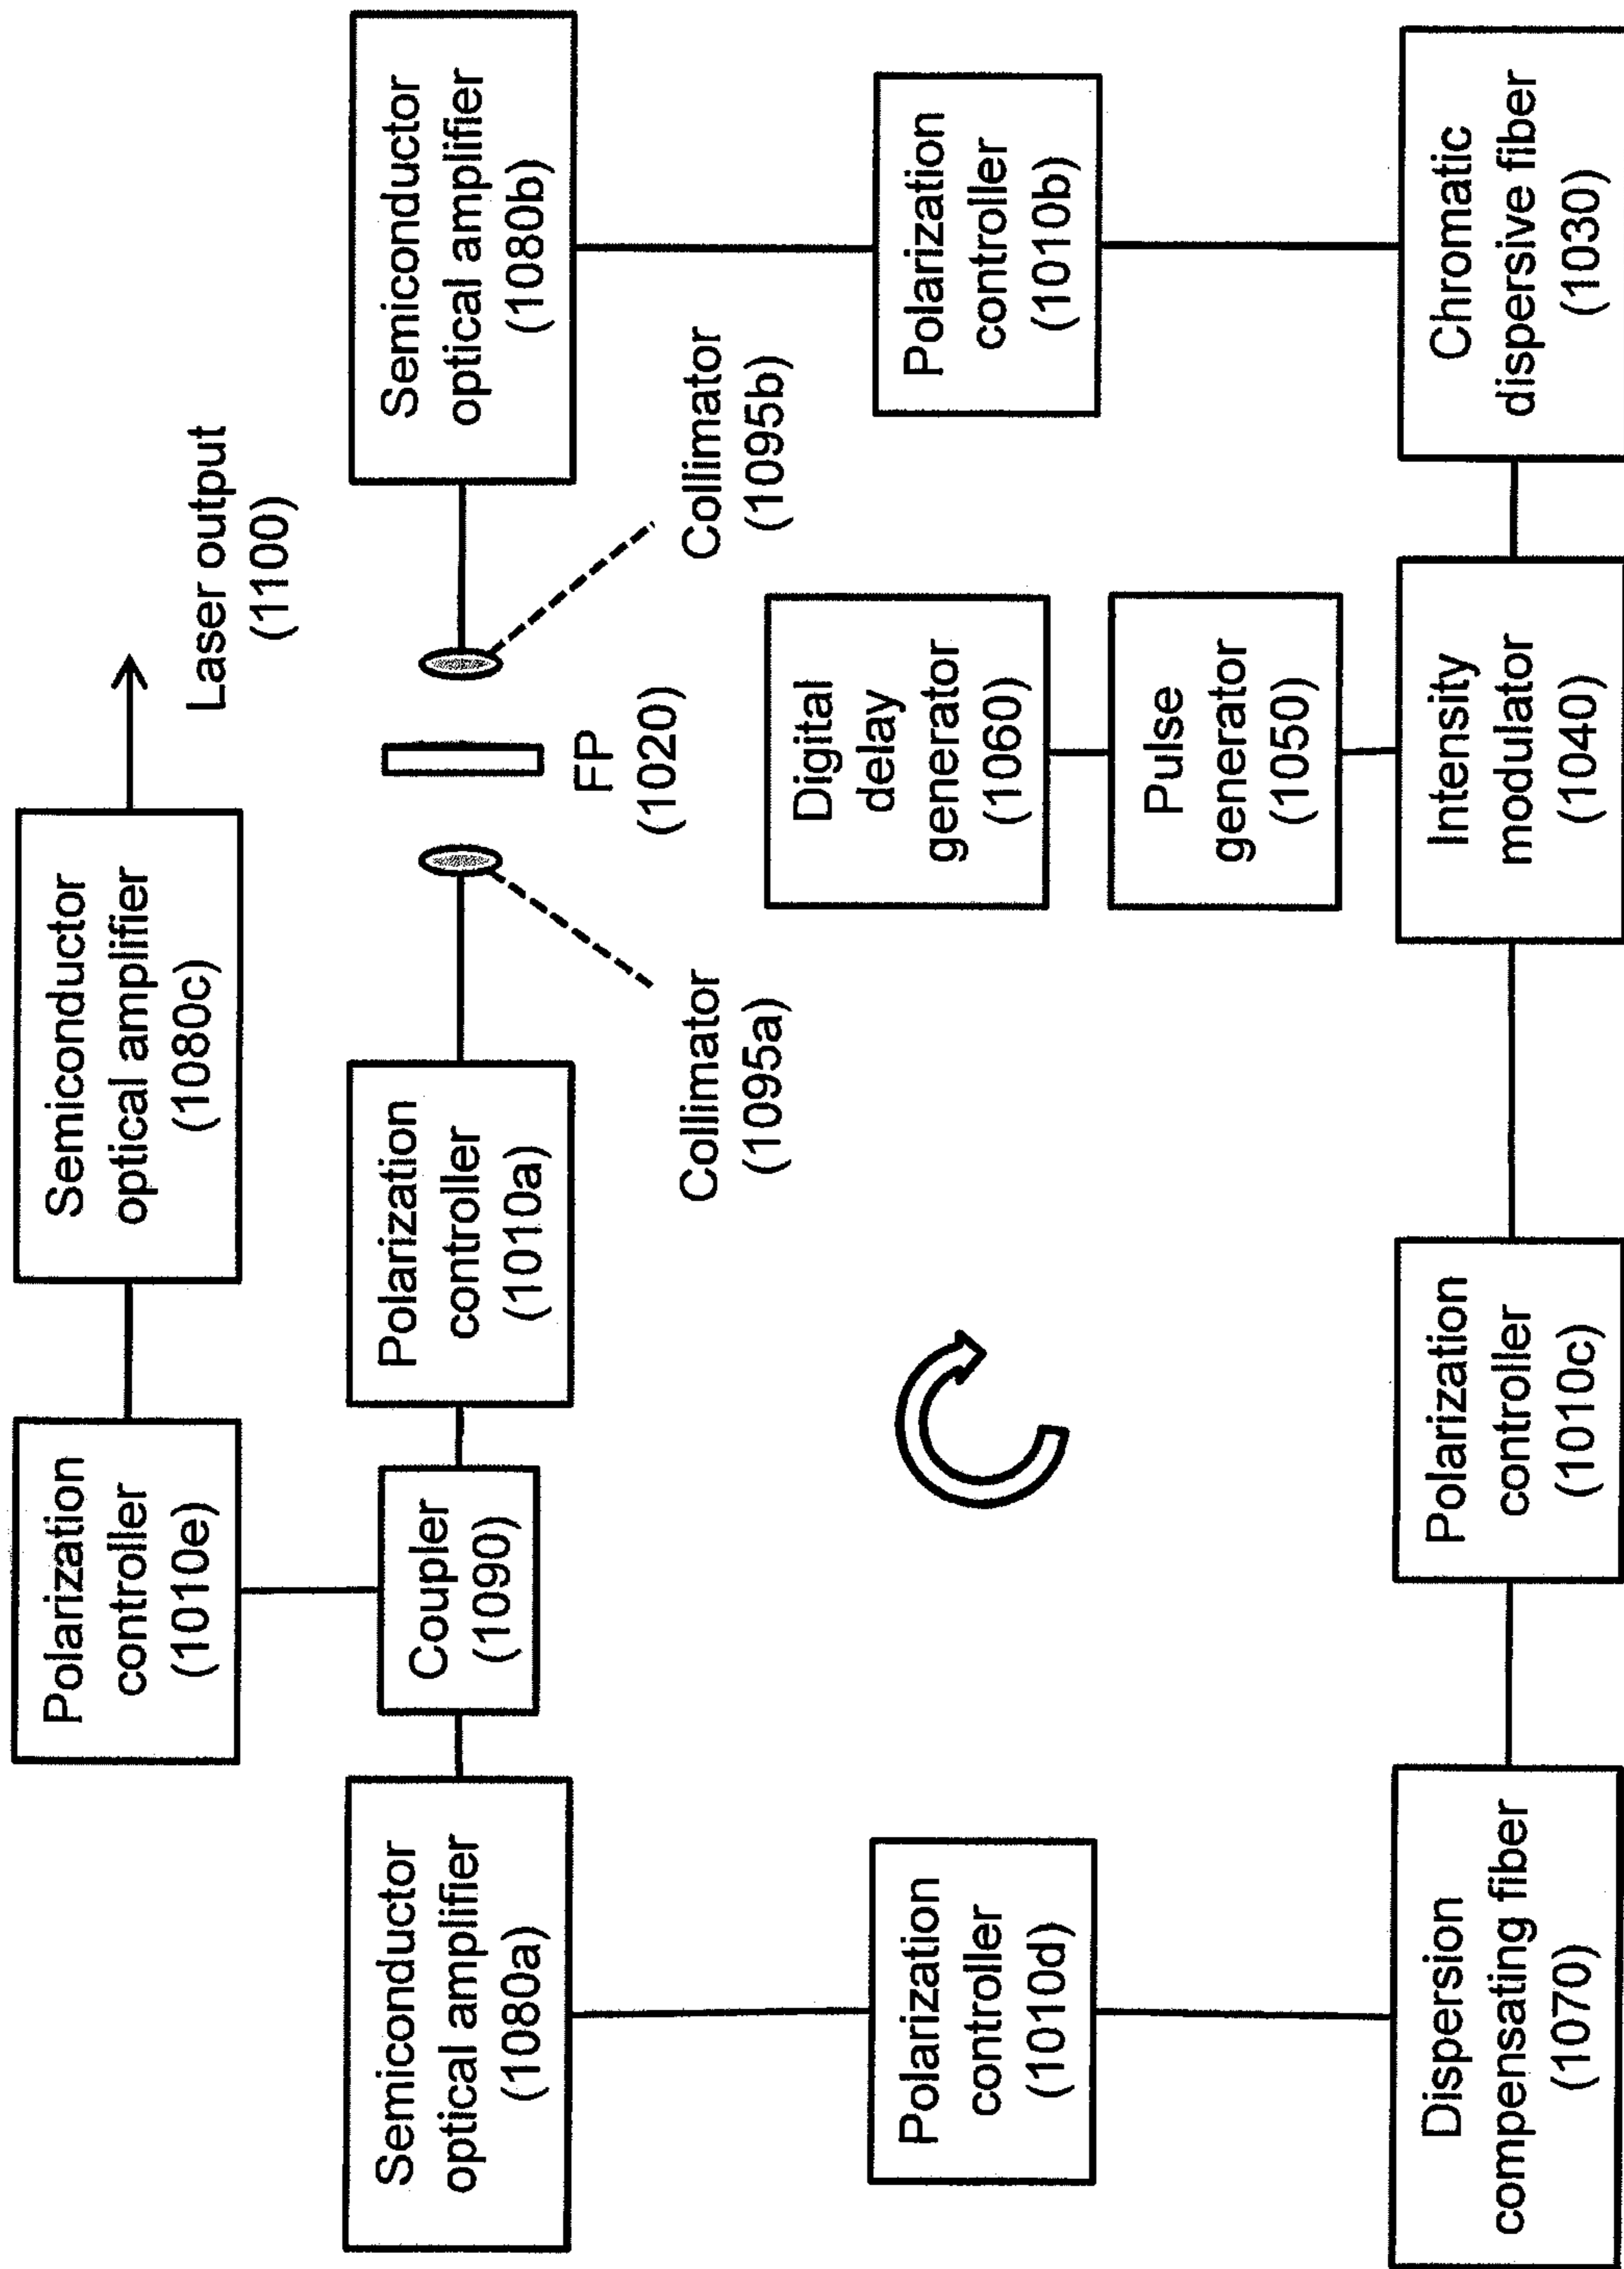 Polarization
controller
(1010e)
Semiconductor
optical amplifier
(1080c)
Laser output
(1100)
Semiconductor
optical amplifier
(1080a)
Coupler
(1090)
Polarization
controller
(1010a)
Collimator
(1095a)
FP
(1020)
Collimator
(1095b)
Semiconductor
optical amplifier
(1080b)
Polarization
controller
(1010d)
Digital
delay
generator
(1060)
Pulse
generator
(1050)
Polarization
controller
(1010b)
Dispersion
compensating fiber
(1070)
Polarization
controller
(1010c)
Intensity
modulator
(1040)
Chromatic
dispersive fiber
(1030)